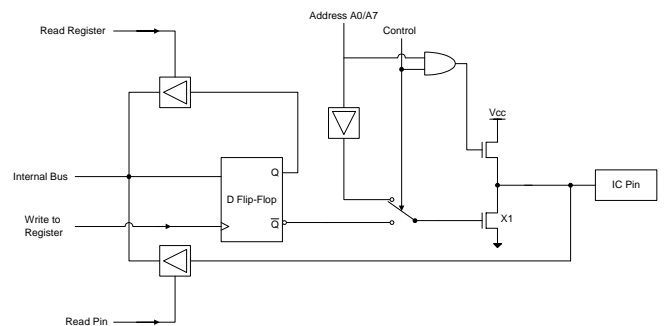 Address A0/A7
Read Register
Control
Vcc
Internal Bus
Q
D Flip-Flop
IC Pin
Write to
Register
Q
X1
Read Pin